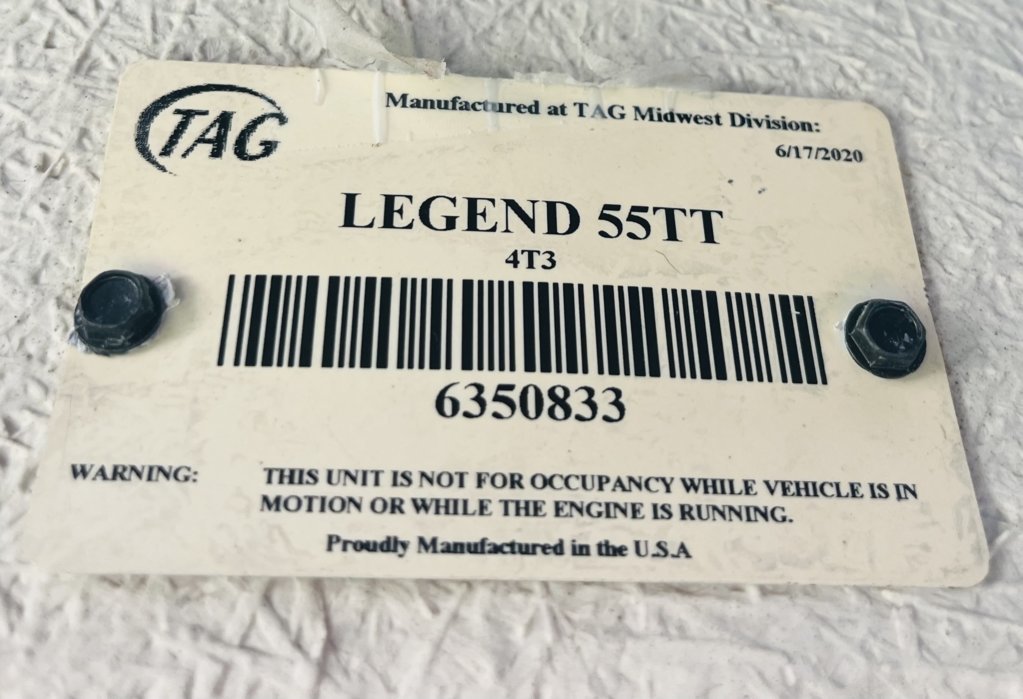 TAG
Manufactured at TAG Midwest Division:
6/17/2020
LEGEND 55TT
4T3
6350833
WARNING: THIS UNIT IS NOT FOR OCCUPANCY WHILE VEHICLE IS IN
MOTION OR WHILE THE ENGINE IS RUNNING.
Proudly Manufactured in the U.S.A